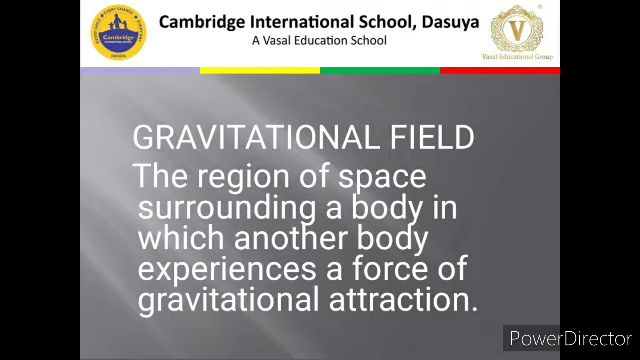 Cambridge International School, Dasuya
A Vasal Education School
Cambridge
Vasal Educational Group
GRAVITATIONAL FIELD
The region of space
surrounding a body in
which another body
experiences a force of
gravitational attraction.
PowerDirector